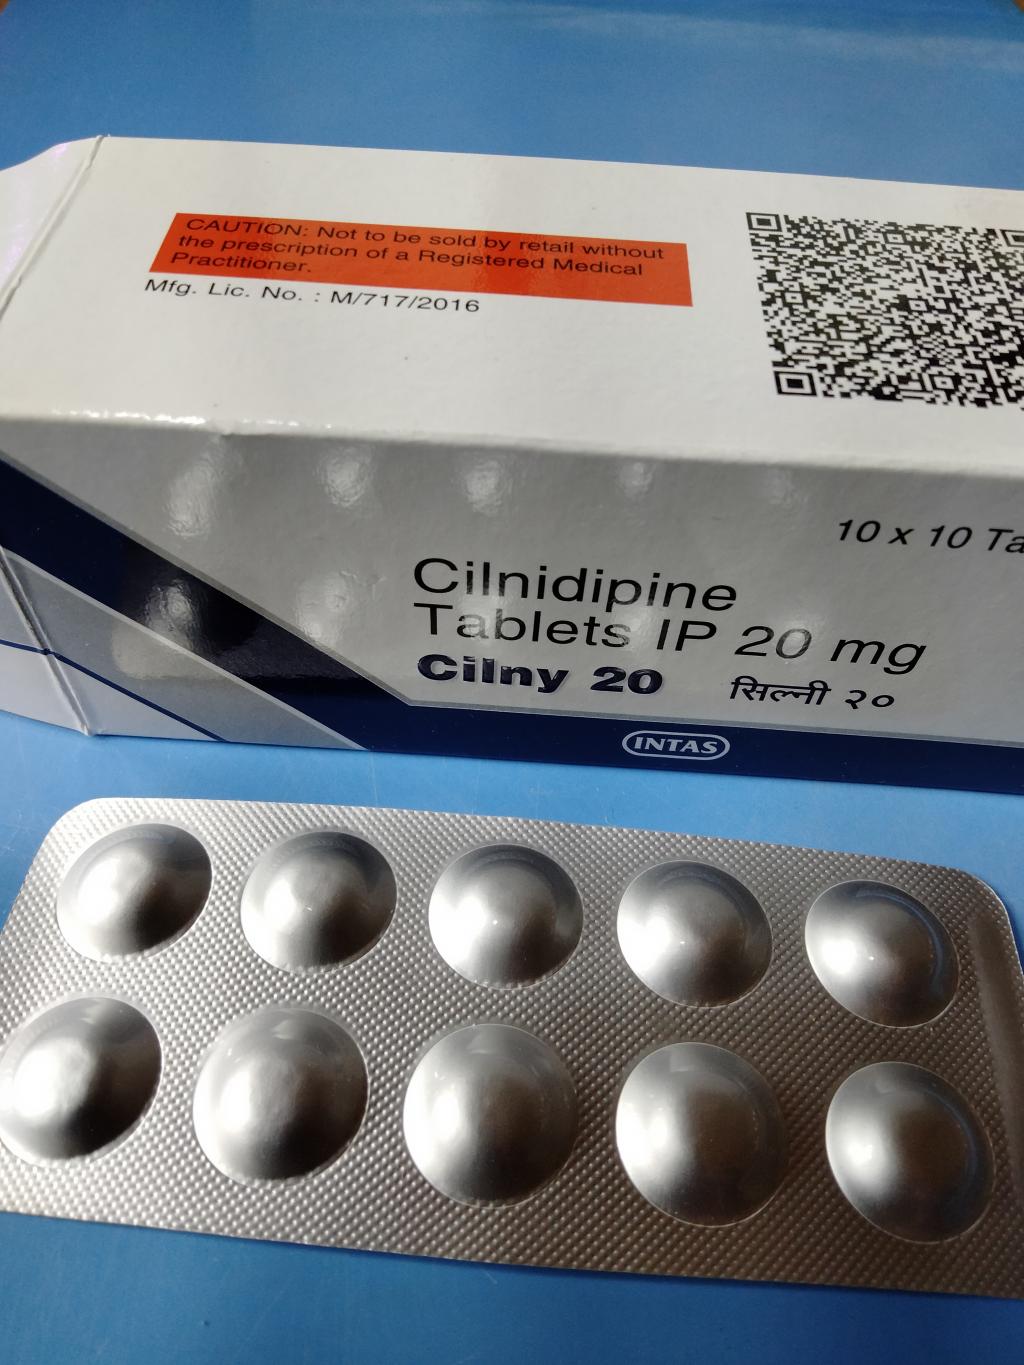 CAUTION: Not to be sold by retail without
the prescription of a Registered Medical
Practitioner.
Mfg. Lic. No. : M/717/2016
10 x 10
Cilnidipine
Tablets IP 20 mg
Cilny 20 सिल्नी २०
INTAS